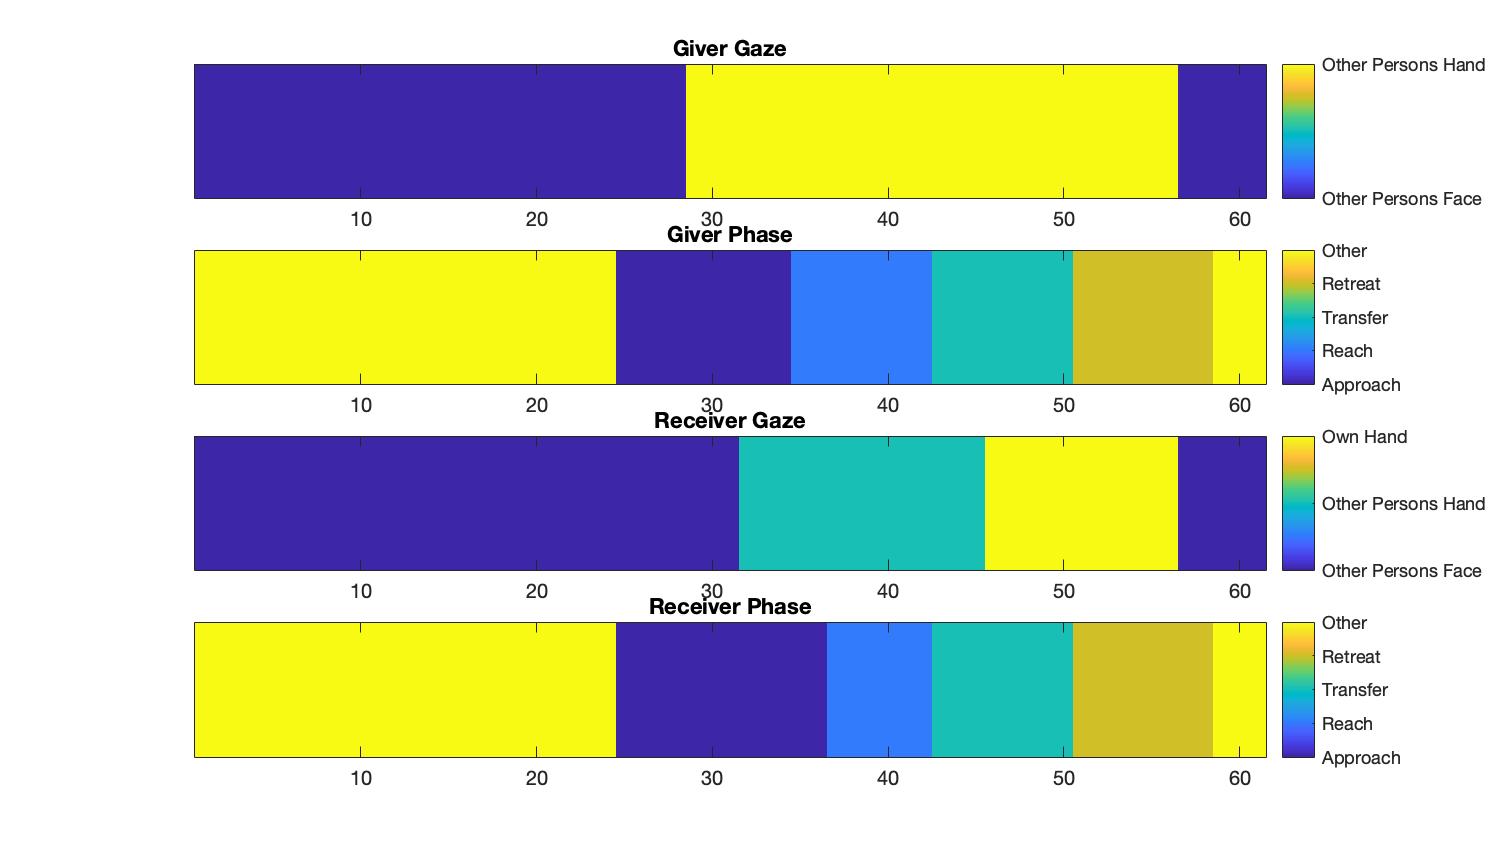 Giver Gaze
Other Persons Hand
Other Persons Face
10 20 30 40 50 60
Giver Phase
Other
Retreat
Transfer
Reach
Approach
10 20 30 40 50 60
Receiver Gaze
Own Hand
Other Persons Hand
Other Persons Face
10 20 30 40 50 60
Receiver Phase
Other
Retreat
Transfer
Reach
Approach
10 20 30 40 50 60